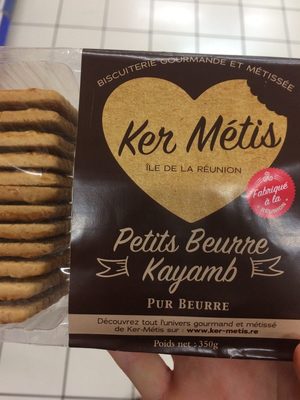 BISCUITERIE GOURMANDE ET MÉTISSÉE
Ker Métis
ÎLE DE LA RÉUNION
Fabriqué à la
RÉUNION
Petits Beurre
Kayamb
PUR BEURRE
Découvrez tout l'univers gourmand et métissé
de Ker-Métis sur : www.ker-metis.re
Poids net : 350g